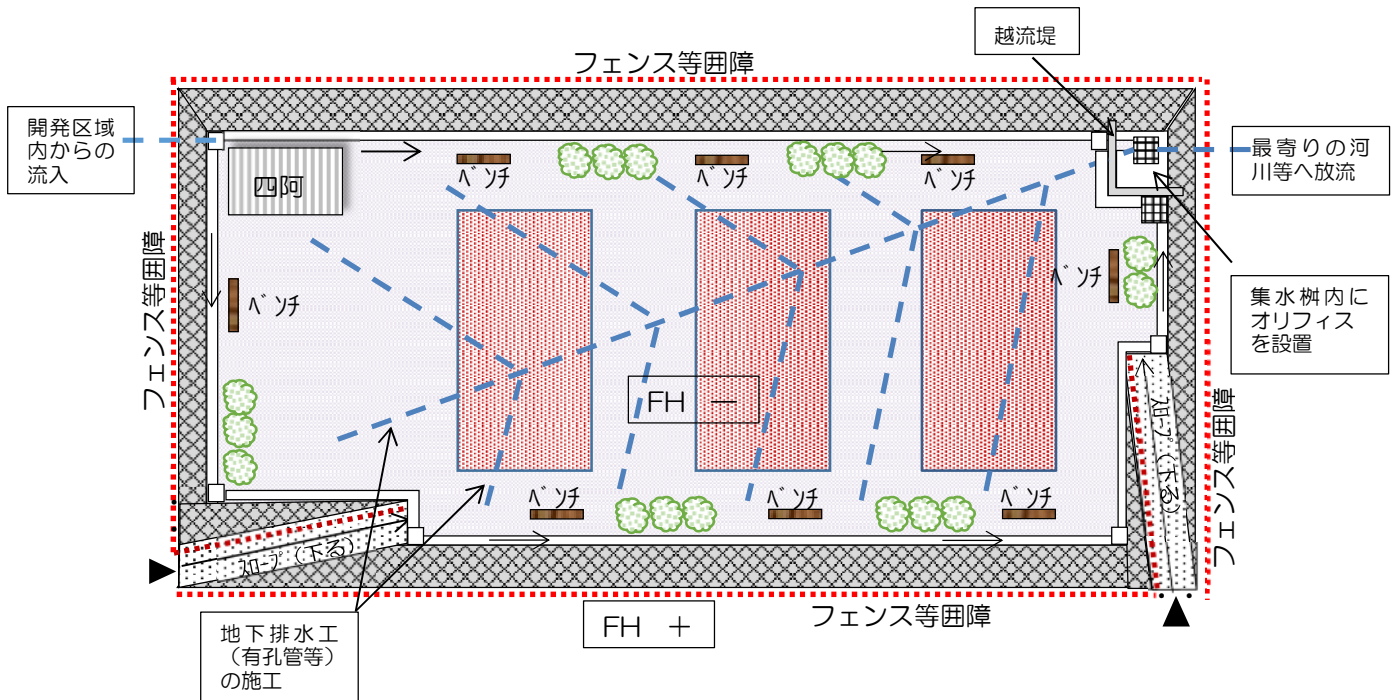 越流堤
フェンス等囲障
開発区域
内からの
流入
最寄りの河
川等へ放流
四阿
ﾍﾞﾝﾁ
ﾍﾞﾝﾁ
ﾍﾞﾝﾁ
フェンス等囲障
ﾍﾞﾝﾁ
ﾍﾞﾝﾁ
集水桝内に
オリフィス
を設置
FH －
ｽﾛｰﾌﾟ（下る）
フェンス等囲障
ﾍﾞﾝﾁ
ﾍﾞﾝﾁ
ﾍﾞﾝﾁ
ｽﾛｰﾌﾟ（下る）
地下排水工
（有孔管等）
の施工
FH ＋
フェンス等囲障